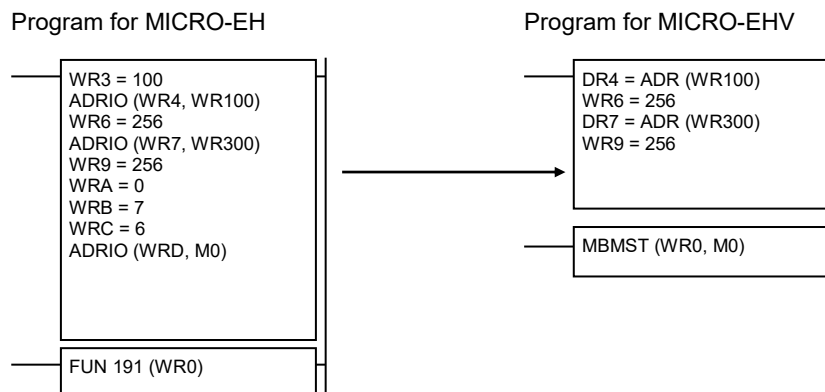 Program for MICRO-EH
WR3 = 100
ADRIO (WR4, WR100)
WR6 = 256
ADRIO (WR7, WR300)
WR9 = 256
WRA = 0
WRB = 7
WRC = 6
ADRIO (WRD, M0)
FUN 191 (WR0)
Program for MICRO-EHV
DR4 = ADR (WR100)
WR6 = 256
DR7 = ADR (WR300)
WR9 = 256
MBMST (WR0, M0)